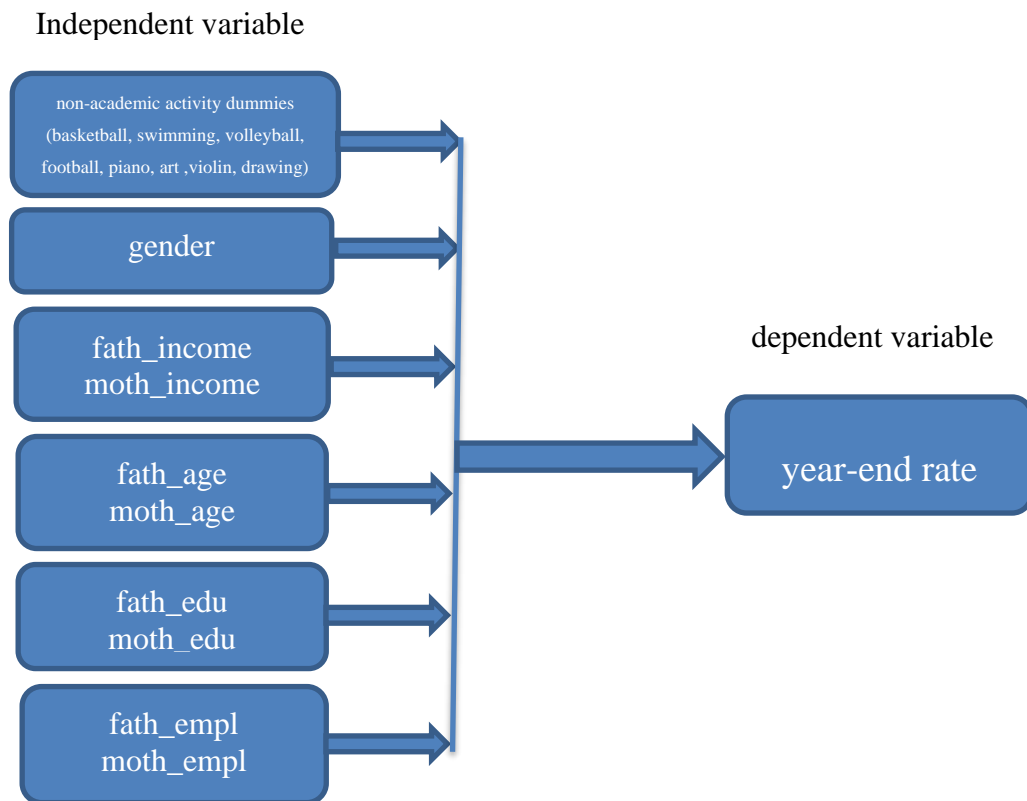 Independent variable
non-academic activity dummies
(basketball, swimming, volleyball,
football, piano, art ,violin, drawing)
gender
fath_income
moth_income
fath_age
moth_age
fath_edu
moth_edu
fath_empl
moth_empl
dependent variable
year-end rate